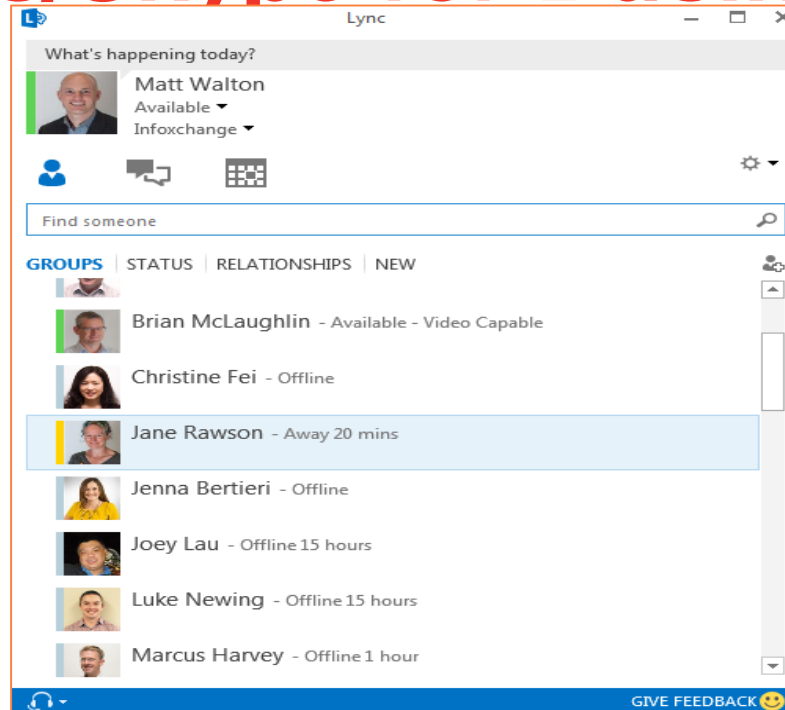 Lync
What's happening today?
Matt Walton
Available
Infoxchange
Find someone
GROUPS STATUS RELATIONSHIPS NEW
Brian McLaughlin - Available - Video Capable
Christine Fei - Offline
Jane Rawson - Away 20 mins
Jenna Bertieri - Offline
Joey Lau - Offline 15 hours
Luke Newing - Offline 15 hours
Marcus Harvey - Offline 1 hour
GIVE FEEDBACK